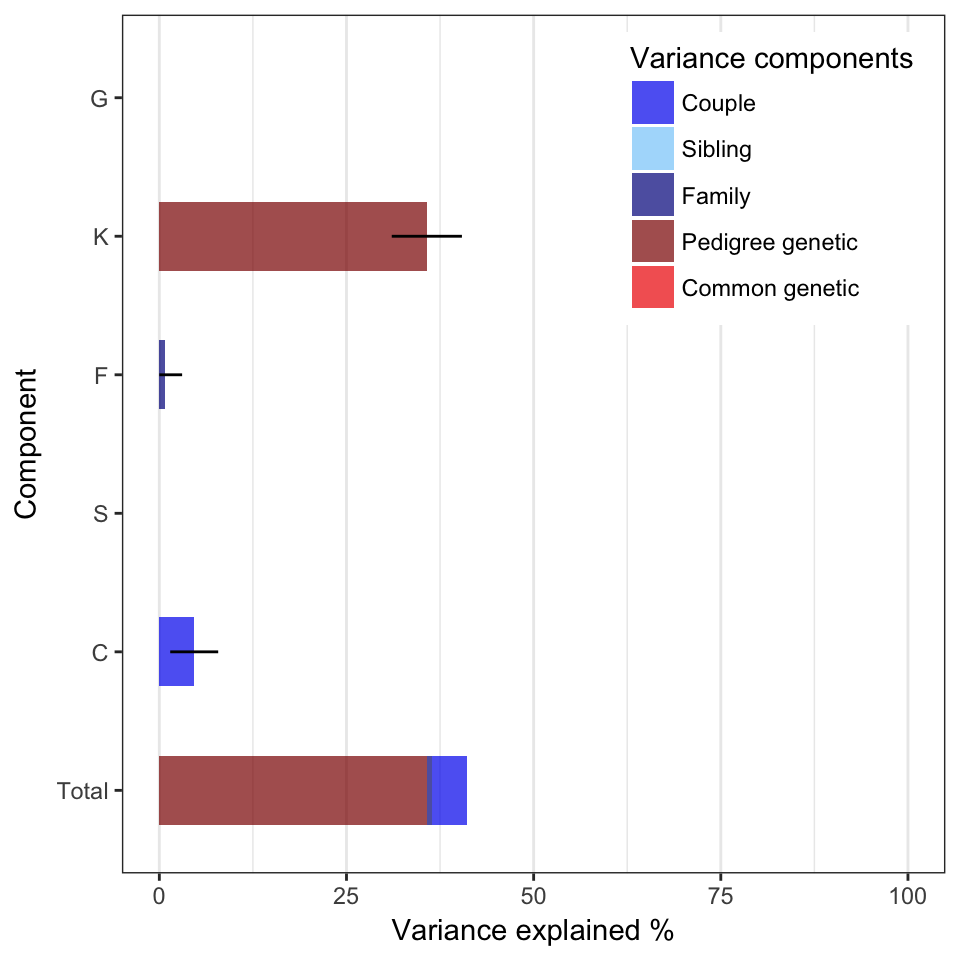 Variance components
Couple
Sibling
Family
Pedigree genetic
Common genetic
G
K
F
S
C
Total
Component
0 25 50 75 100
Variance explained %